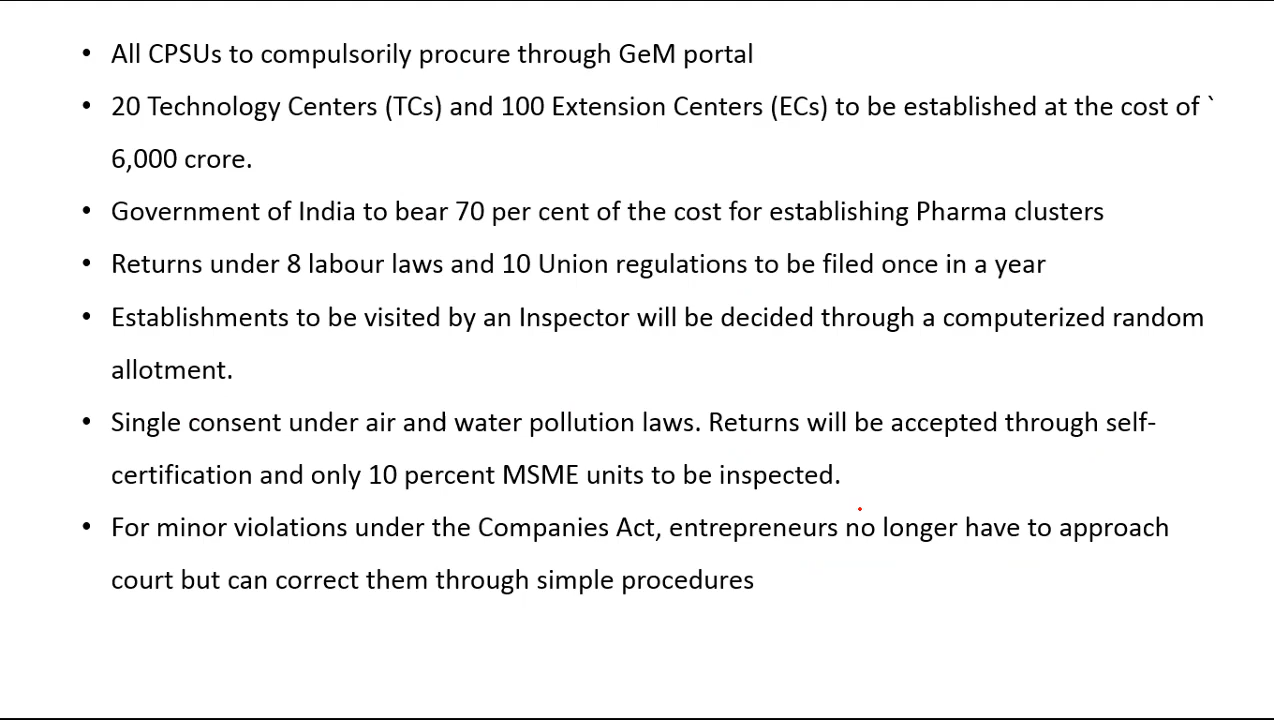 • All CPSUs to compulsorily procure through GeM portal
• 20 Technology Centers (TCs) and 100 Extension Centers (ECs) to be established at the cost of `
6,000 crore.
• Government of India to bear 70 per cent of the cost for establishing Pharma clusters
• Returns under 8 labour laws and 10 Union regulations to be filed once in a year
• Establishments to be visited by an Inspector will be decided through a computerized random
allotment.
• Single consent under air and water pollution laws. Returns will be accepted through self-
certification and only 10 percent MSME units to be inspected.
• For minor violations under the Companies Act, entrepreneurs no longer have to approach
court but can correct them through simple procedures